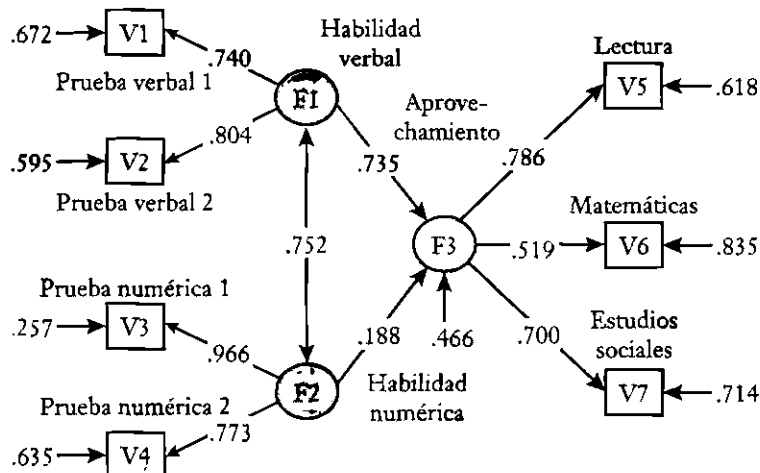 Habilidad
verbal
.672
V1
.740
Prueba verbal 1
F1
.804
.595
V2
Prueba verbal 2
Aprove-
chamiento
.735
Lectura
V5
.618
.786
Matemáticas
.752
F3
.519
V6
.835
Prueba numérica 1
.257
V3
.966
.188
.466
.700
Estudios
sociales
F2
Habilidad
numérica
V7
.714
Prueba numérica 2
.773
.635
V4